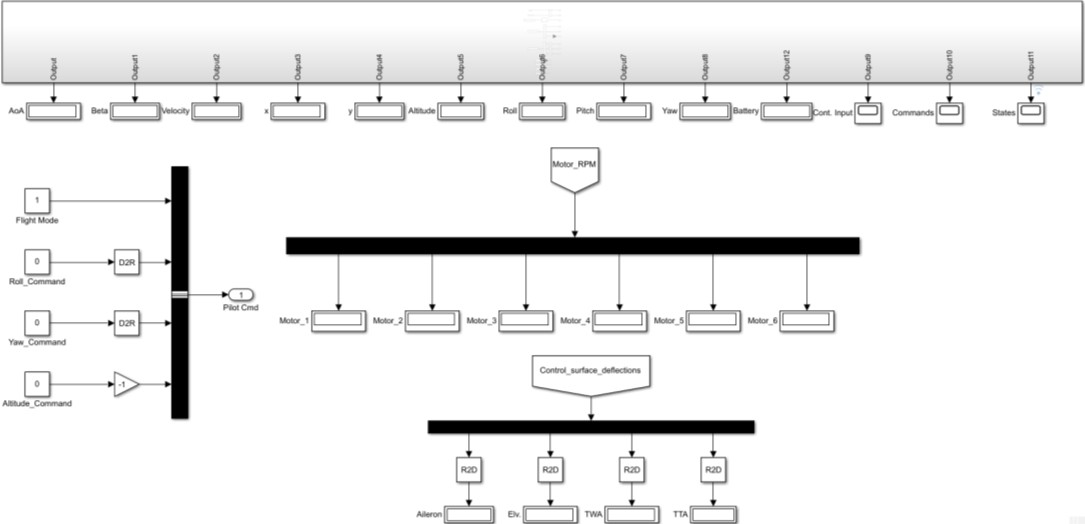 Output
Output1
Output2
Output3
Output4
Output5
Output6
Output7
Output8
Output12
Output9
Output10
Output11
AoA
Beta
Velocity
x
y
Altitude
Roll
Pitch
Yaw
Battery
Cont. Input
Commands
States
Motor_RPM
1
Flight Mode
0
D2R
Roll_Command
1
Pilot Cmd
0
D2R
Yaw_Command
0
-1
Altitude_Command
Motor_1
Motor_2
Motor_3
Motor_4
Motor_5
Motor_6
Control_surface_deflections
R2D
R2D
R2D
R2D
Aileron
Elv.
TWA
TTA